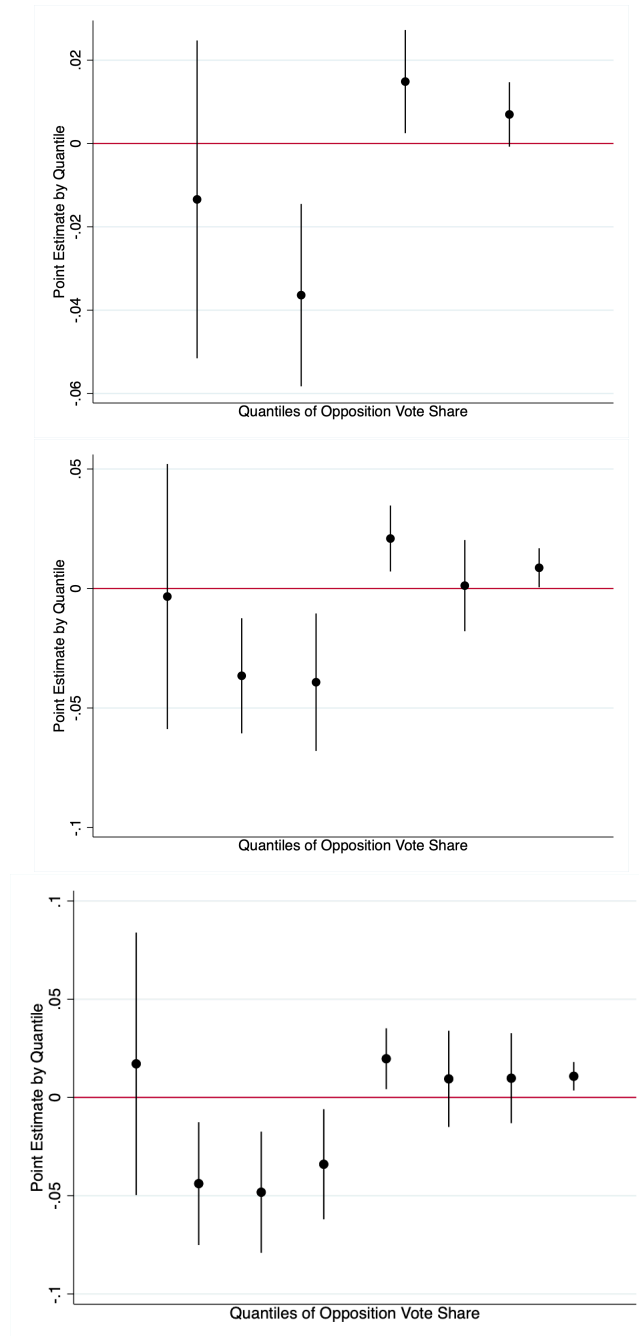 .02
0
-.02
-.04
-.06
Point Estimate by Quantile
Quantiles of Opposition Vote Share
.05
0
-.05
-.1
Point Estimate by Quantile
Quantiles of Opposition Vote Share
.1
.05
0
-.05
-.1
Point Estimate by Quantile
Quantiles of Opposition Vote Share